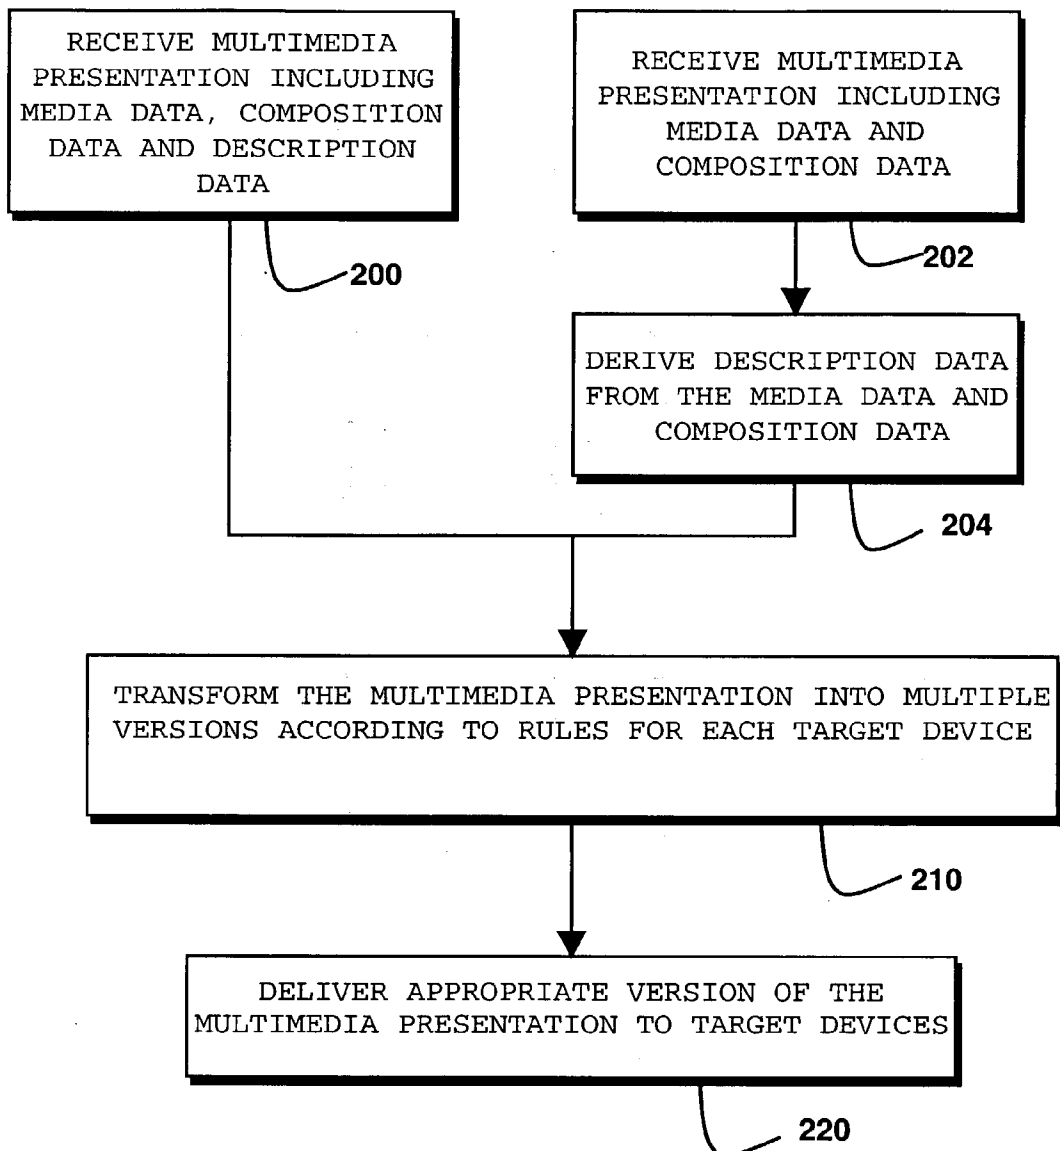 RECEIVE MULTIMEDIA
PRESENTATION INCLUDING
MEDIA DATA, COMPOSITION
DATA AND DESCRIPTION
DATA
200
RECEIVE MULTIMEDIA
PRESENTATION INCLUDING
MEDIA DATA AND
COMPOSITION DATA
202
DERIVE DESCRIPTION DATA
FROM THE MEDIA DATA AND
COMPOSITION DATA
204
TRANSFORM THE MULTIMEDIA PRESENTATION INTO MULTIPLE
VERSIONS ACCORDING TO RULES FOR EACH TARGET DEVICE
210
DELIVER APPROPRIATE VERSION OF THE
MULTIMEDIA PRESENTATION TO TARGET DEVICES
220